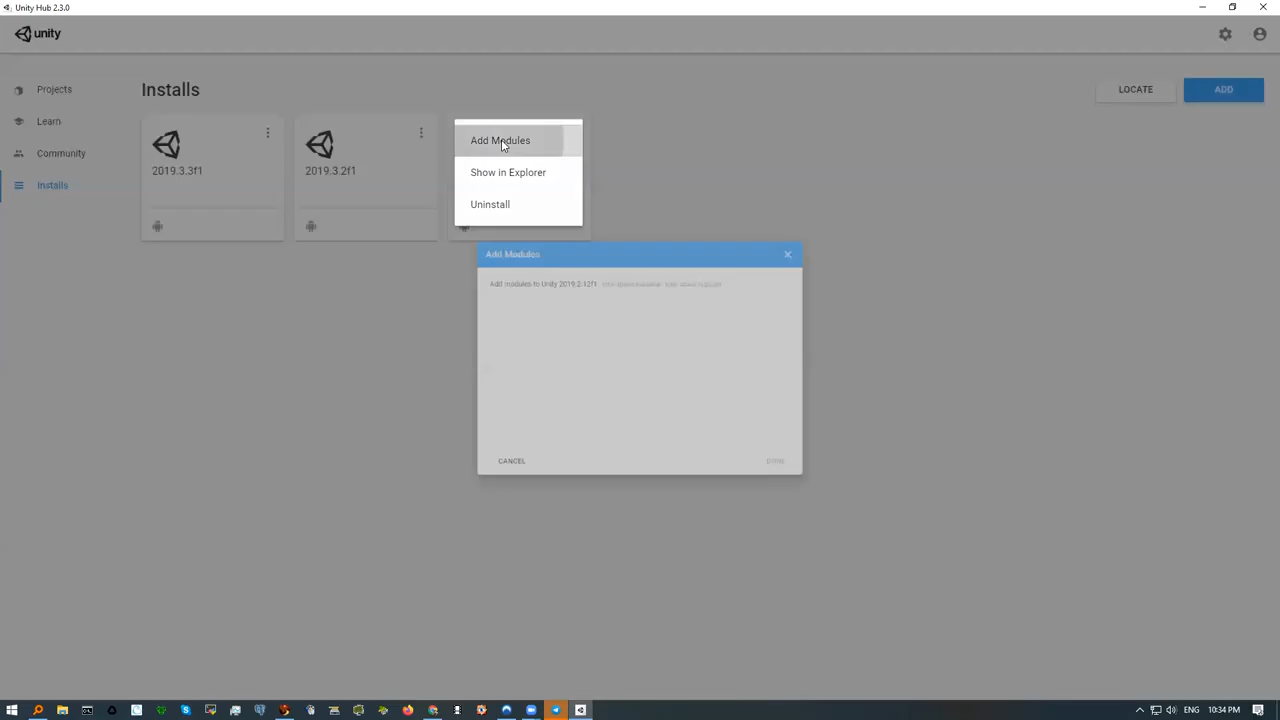 Unity Hub 2.3.0
unity
Projects
Learn
Community
Installs
Installs
LOCATE
ADD
2019.3.3f1
2019.3.2f1
Add Modules
Show in Explorer
Uninstall
Add Modules
Add modules to Unity 2019.2.12f1
CANCEL
DONE
10:34 PM